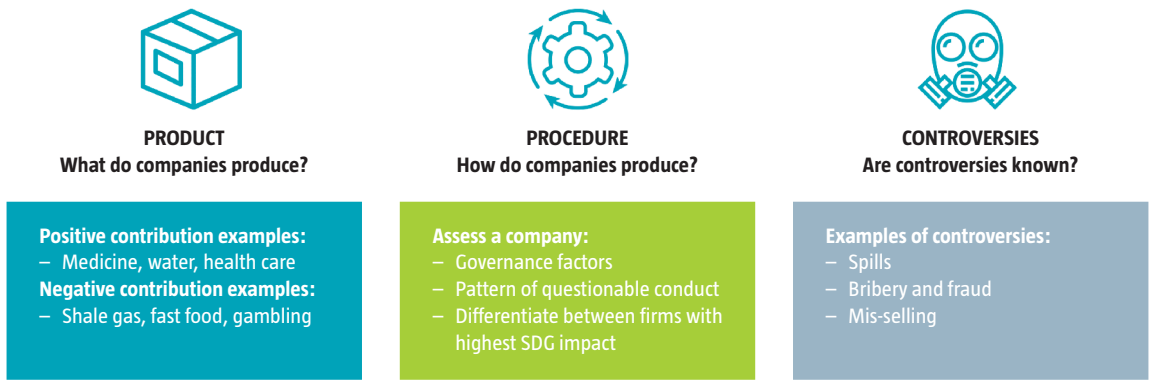 PRODUCT
What do companies produce?
Positive contribution examples:
– Medicine, water, health care
Negative contribution examples:
– Shale gas, fast food, gambling
PROCEDURE
How do companies produce?
Assess a company:
– Governance factors
– Pattern of questionable conduct
– Differentiate between firms with
highest SDG impact
CONTROVERSIES
Are controversies known?
Examples of controversies:
– Spills
– Bribery and fraud
– Mis-selling